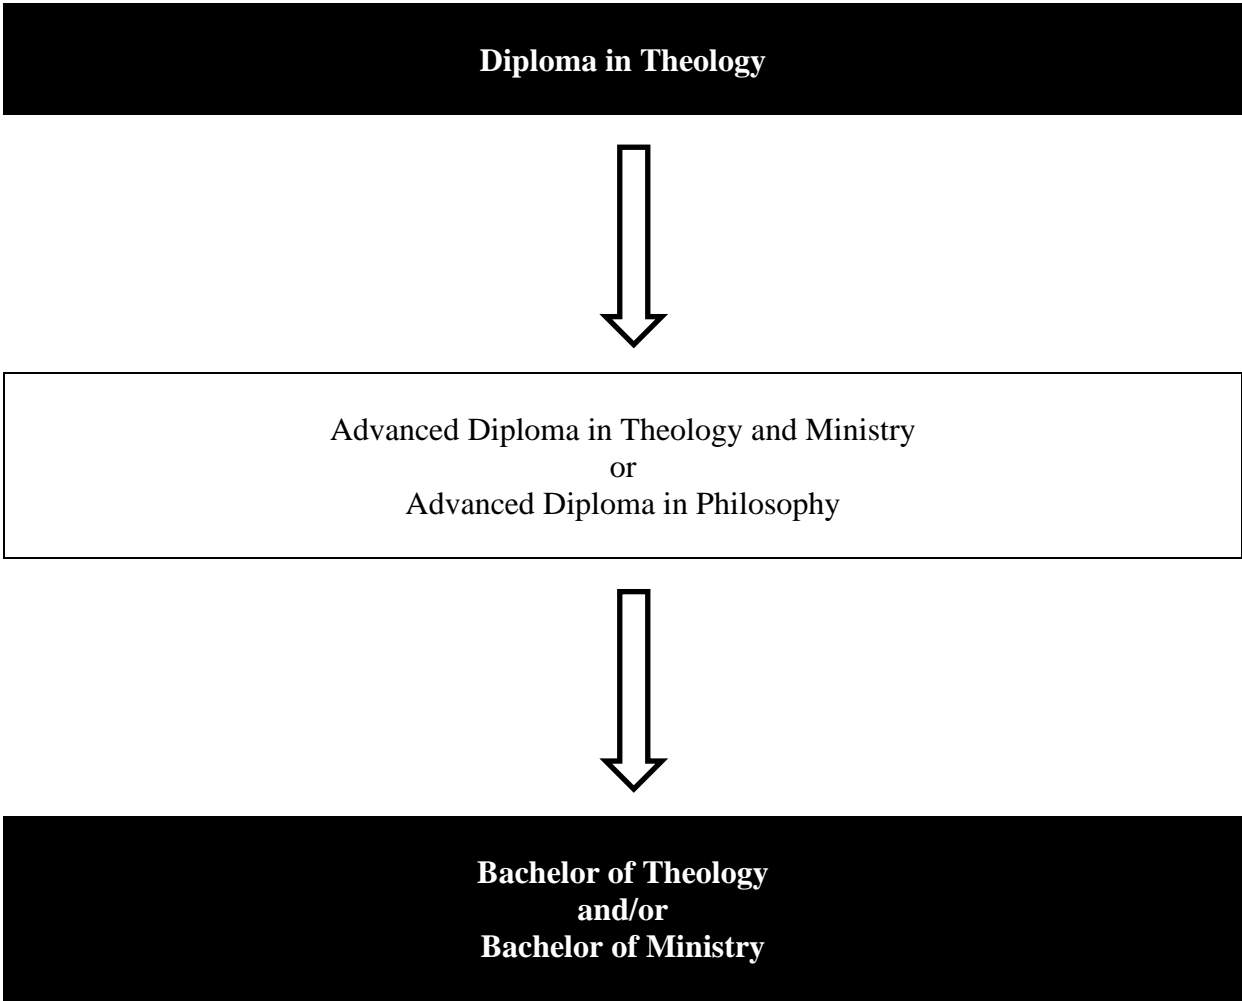 Diploma in Theology
Advanced Diploma in Theology and Ministry
or
Advanced Diploma in Philosophy
Bachelor of Theology
and/or
Bachelor of Ministry